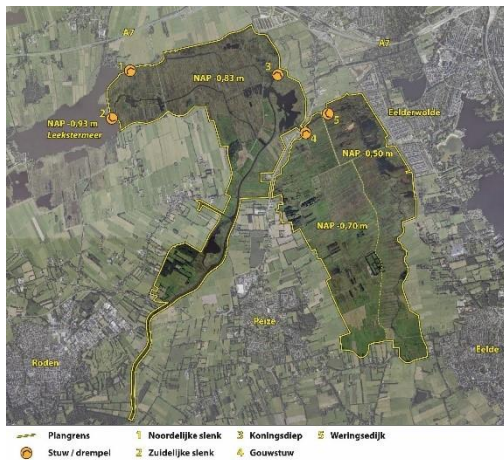 A7
A7
1
3
NAP -0,83 m
NAP -0,93 m
2
Leekstermeer
5
Eelderwolde
4
NAP -0,50 m
NAP -0,70 m
Roden
Peize
Eelde
Plangrens
1 Noordelijke slenk
3 Koningsdiep
5 Weringsedijk
Stuw / drempel
2 Zuidelijke slenk
4 Gouwstuw